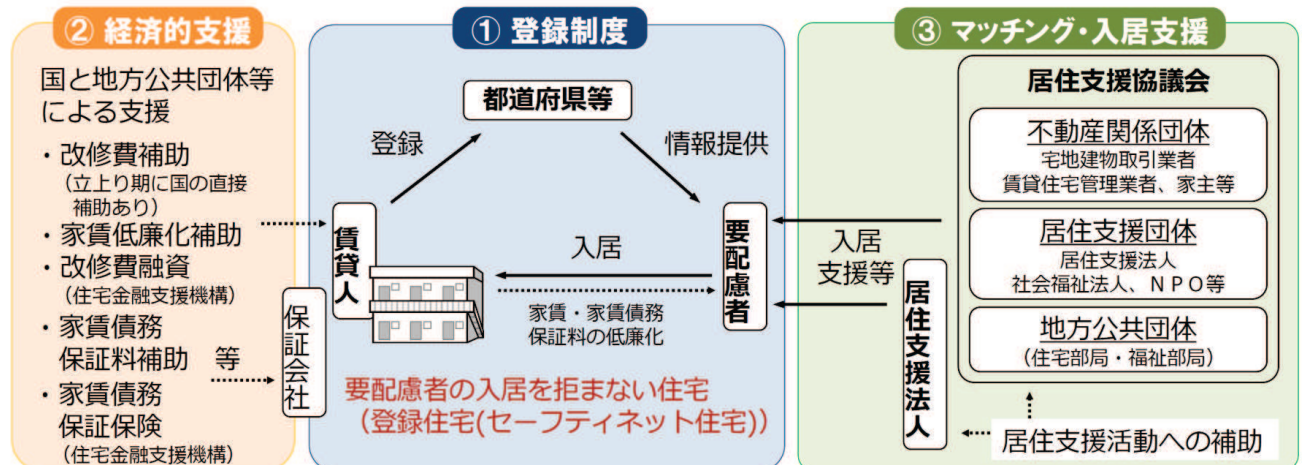 ② 経済的支援
国と地方公共団体等
による支援
・改修費補助
(立上り期に国の直接
補助あり)
・家賃低廉化補助
・改修費融資
(住宅金融支援機構)
・家賃債務
保証料補助 等
・家賃債務
保証保険
(住宅金融支援機構)
保証会社
① 登録制度
都道府県等
登録
情報提供
賃貸人
入居
家賃・家賃債務
保証料の低廉化
要配慮者
要配慮者の入居を拒まない住宅
(登録住宅(セーフティネット住宅))
③ マッチング・入居支援
居住支援協議会
不動産関係団体
宅地建物取引業者
賃貸住宅管理業者、家主等
居住支援団体
居住支援法人
社会福祉法人、ＮＰＯ等
地方公共団体
(住宅部局・福祉部局)
入居
支援等
居住支援法人
居住支援活動への補助